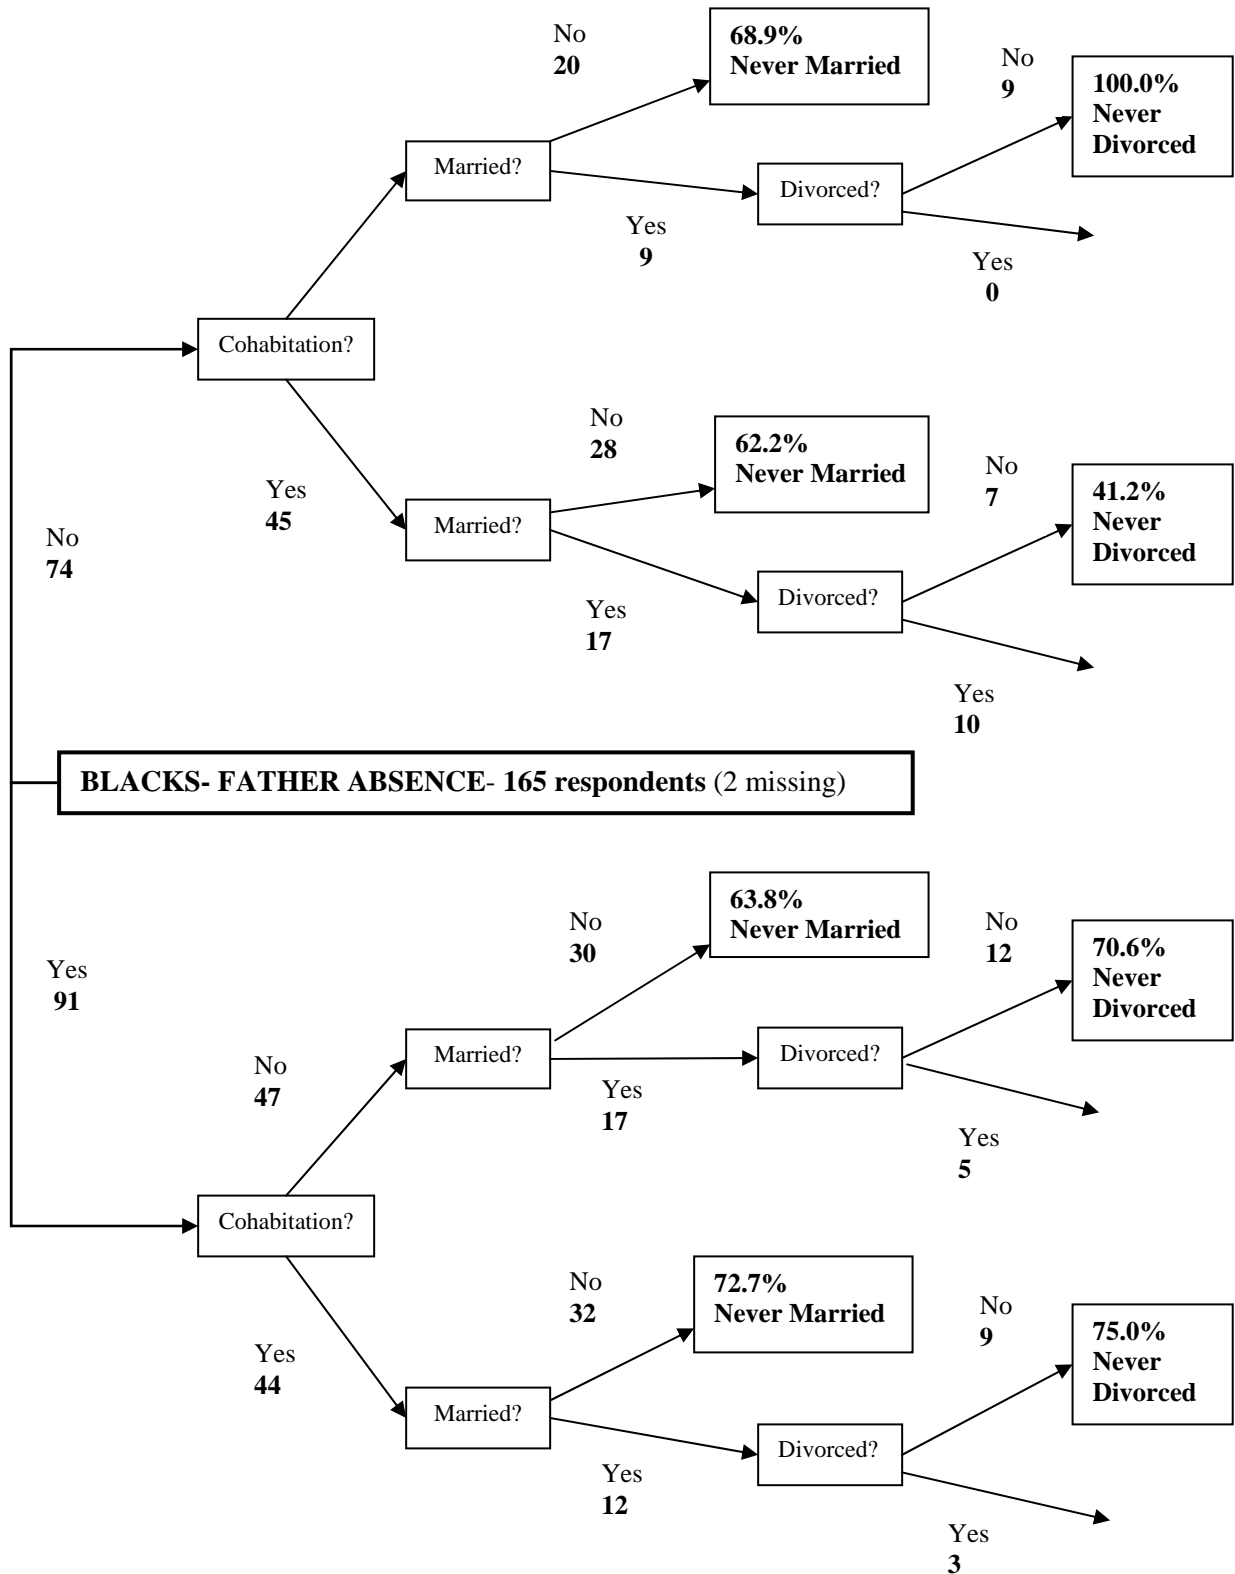 No
20
68.9%
Never Married
No
9
100.0%
Never
Divorced
Married?
Divorced?
Yes
9
Yes
0
Cohabitation?
No
28
62.2%
Never Married
No
7
41.2%
Never
Divorced
Yes
45
Married?
No
74
Divorced?
Yes
17
Yes
10
BLACKS- FATHER ABSENCE- 165 respondents (2 missing)
No
30
63.8%
Never Married
No
12
70.6%
Never
Divorced
Yes
91
Married?
Divorced?
No
47
Yes
17
Yes
5
Cohabitation?
No
32
72.7%
Never Married
No
9
75.0%
Never
Divorced
Yes
44
Married?
Divorced?
Yes
12
Yes
3